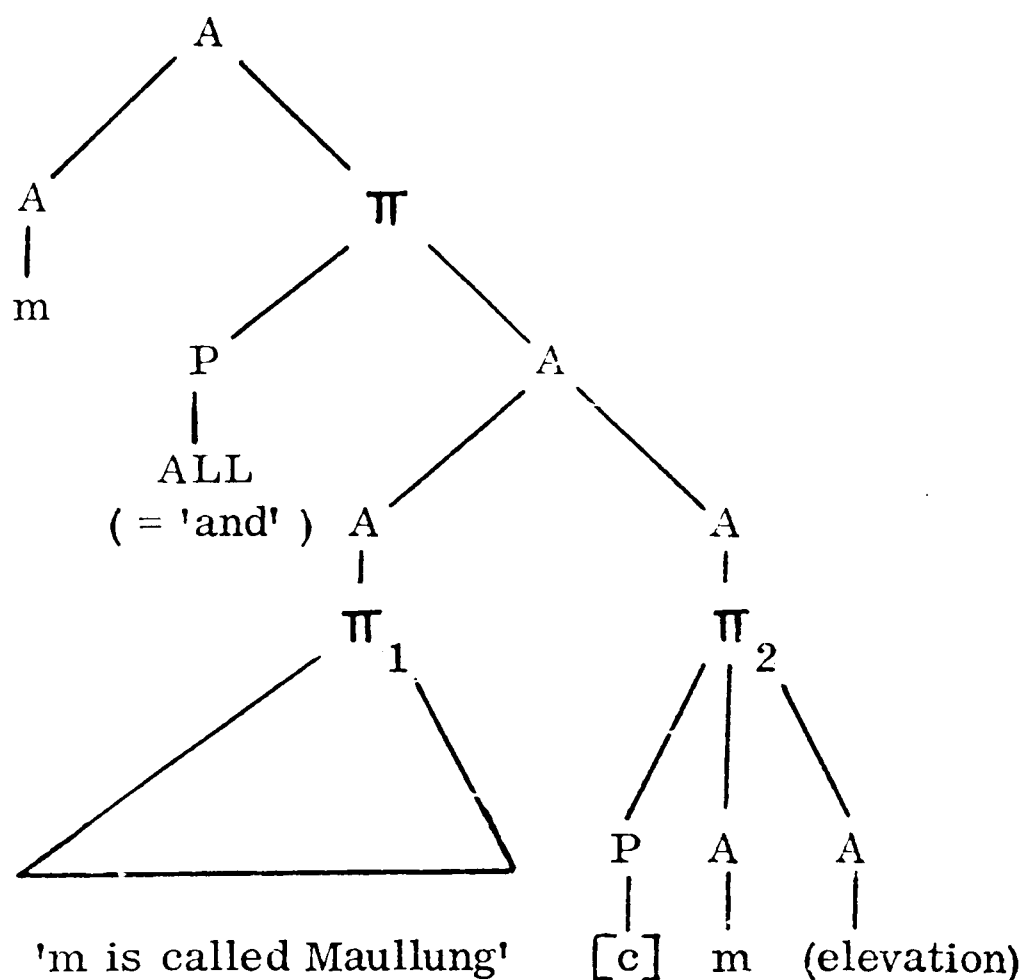 A
A π
m
P A
ALL
( = 'and' ) A A
π1 π2
P A A
'm is called Maullung' [c] m (elevation)